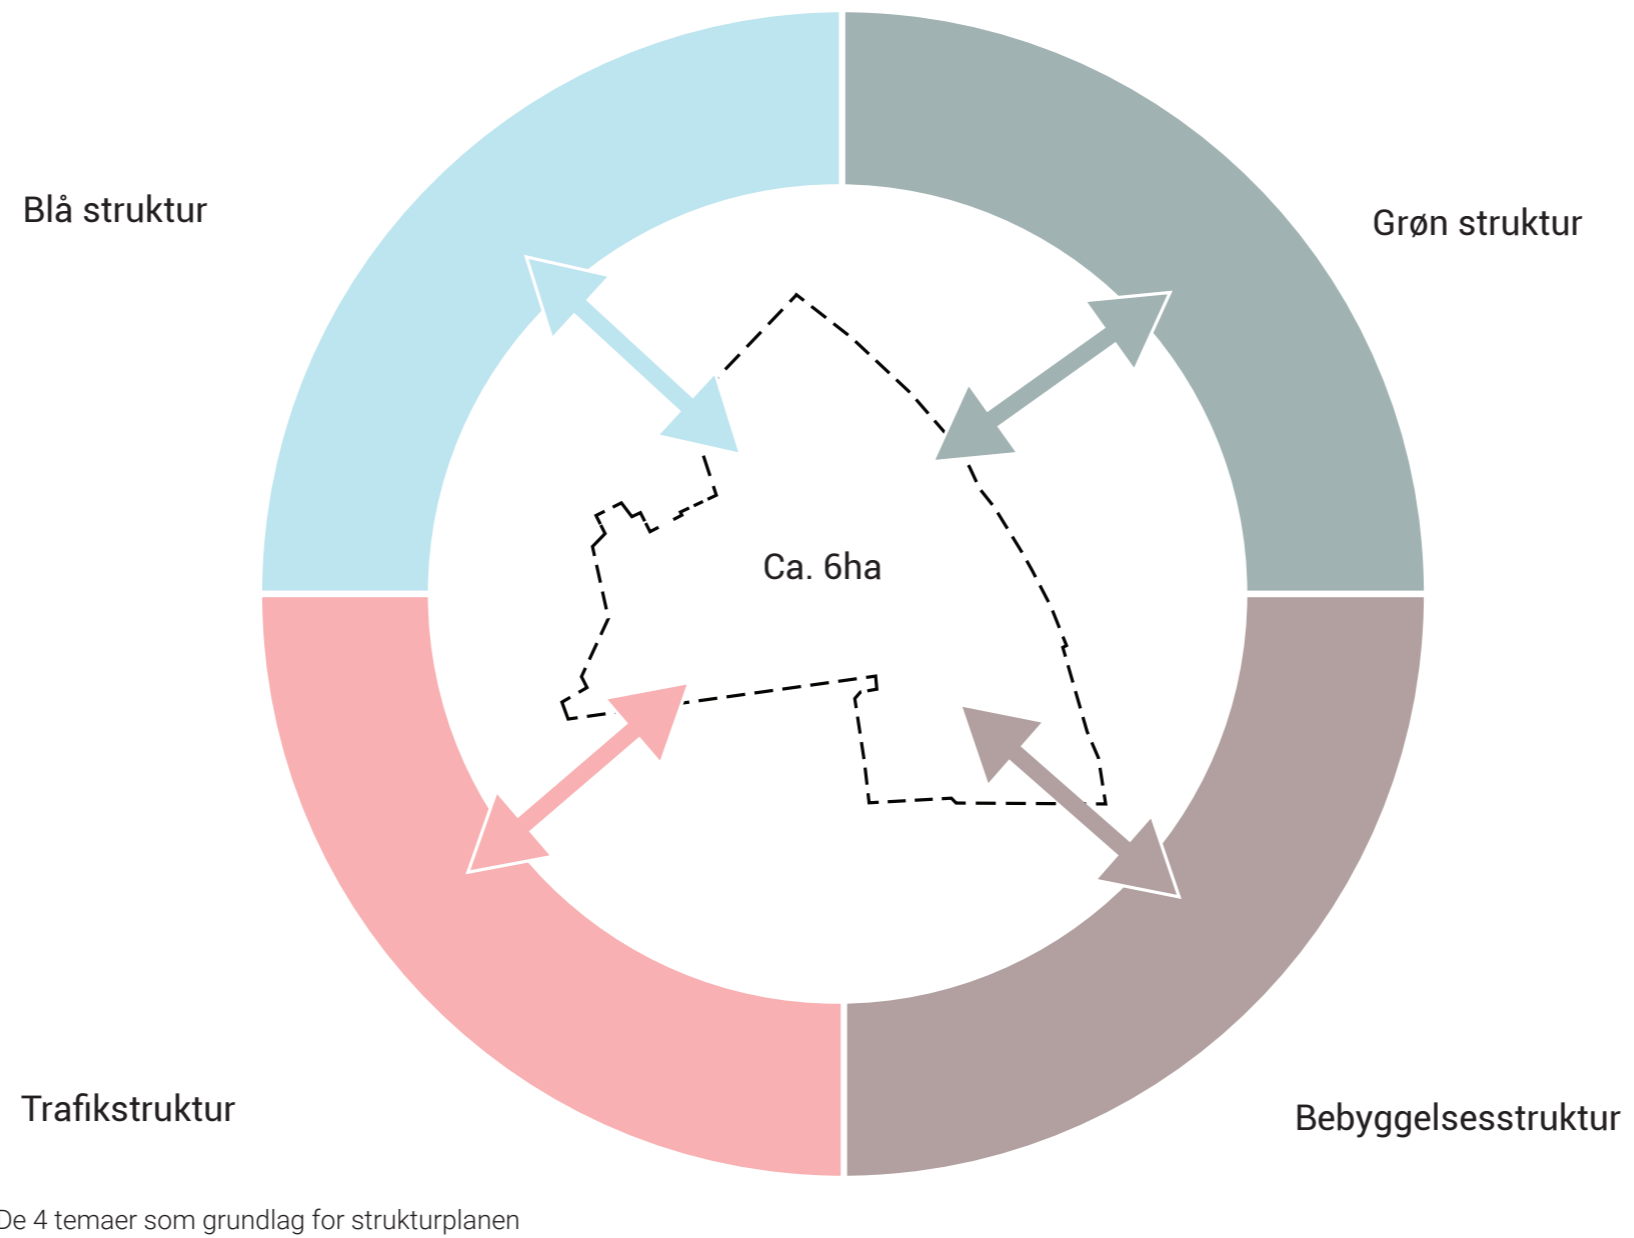 Blå struktur
Grøn struktur
Ca. 6ha
Trafikstruktur
Bebyggelsesstruktur
De 4 temaer som grundlag for strukturplanen